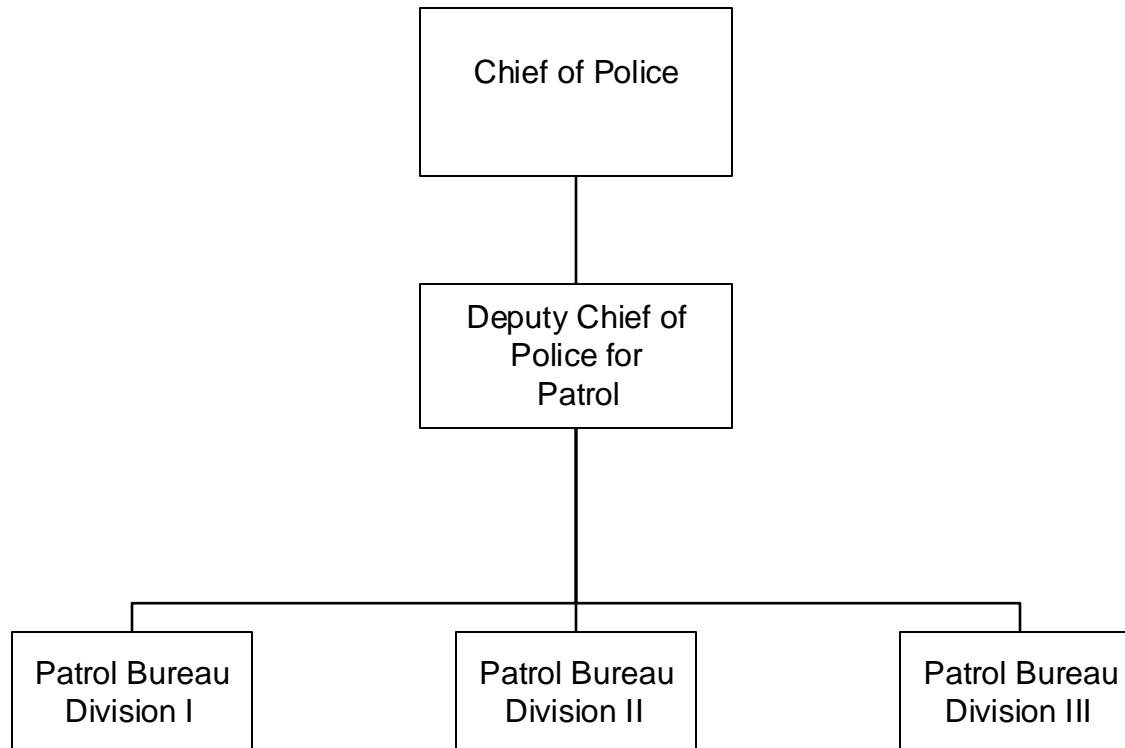 Chief of Police
Deputy Chief of
Police for
Patrol
Patrol Bureau
Division I
Patrol Bureau
Division II
Patrol Bureau
Division III